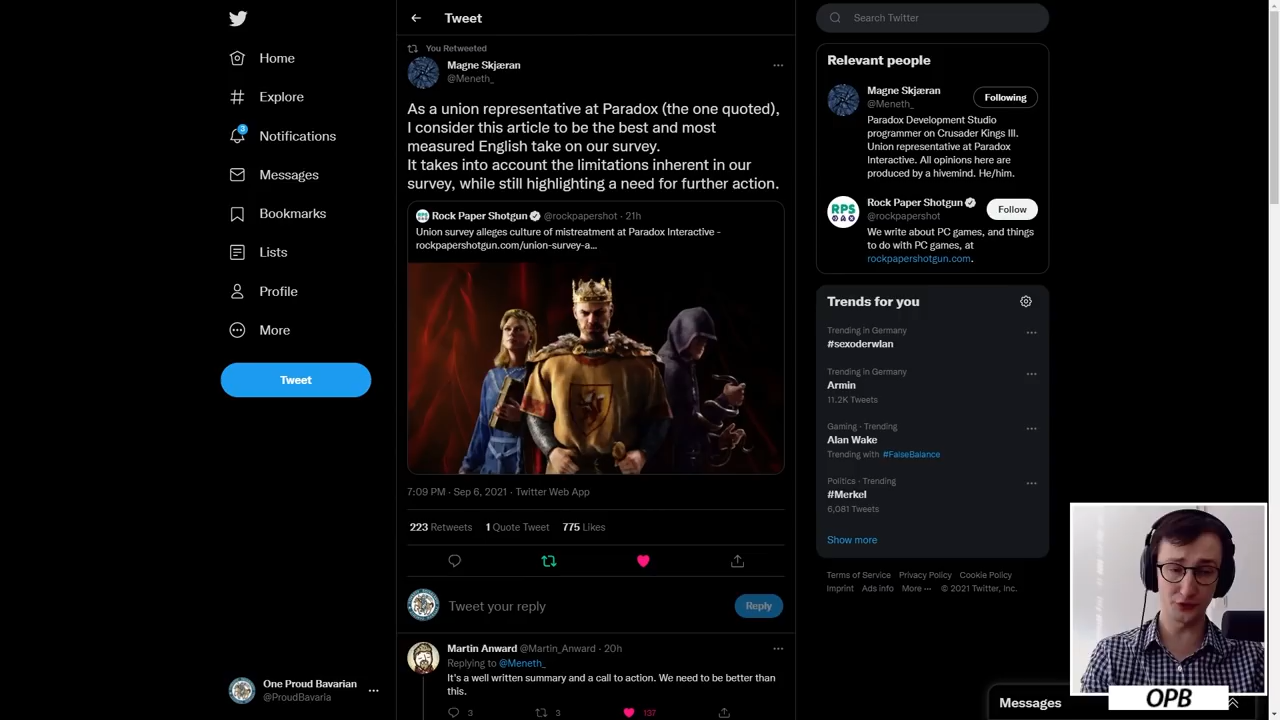 Home
Explore
3
Notifications
Messages
Bookmarks
Lists
Profile
More
Tweet
One Proud Bavarian
@ProudBavaria
Tweet
You Retweeted
Magne Skjæran
@Meneth_
As a union representative at Paradox (the one quoted),
I consider this article to be the best and most
measured English take on our survey.
It takes into account the limitations inherent in our
survey, while still highlighting a need for further action.
Rock Paper Shotgun @rockpapershot · 21h
Union survey alleges culture of mistreatment at Paradox Interactive -
rockpapershotgun.com/union-survey-a...
7:09 PM · Sep 6, 2021 · Twitter Web App
223 Retweets 1 Quote Tweet 775 Likes
Tweet your reply
Reply
Martin Anward @Martin_Anward · 20h
Replying to @Meneth_
It's a well written summary and a call to action. We need to be better than
this.
3 3 137
Search Twitter
Relevant people
Magne Skjæran
@Meneth_
Following
Paradox Development Studio
programmer on Crusader Kings III.
Union representative at Paradox
Interactive. All opinions here are
produced by a hivemind. He/him.
RPS
Rock Paper Shotgun
@rockpapershot
Follow
We write about PC games, and things
to do with PC games, at
rockpapershotgun.com.
Trends for you
Trending in Germany
#sexoderwlan
Trending in Germany
Armin
11.2K Tweets
Gaming · Trending
Alan Wake
Trending with #FalseBalance
Politics · Trending
#Merkel
6,081 Tweets
Show more
Terms of Service Privacy Policy Cookie Policy
Imprint Ads info More ··· © 2021 Twitter, Inc.
Messages
OPB